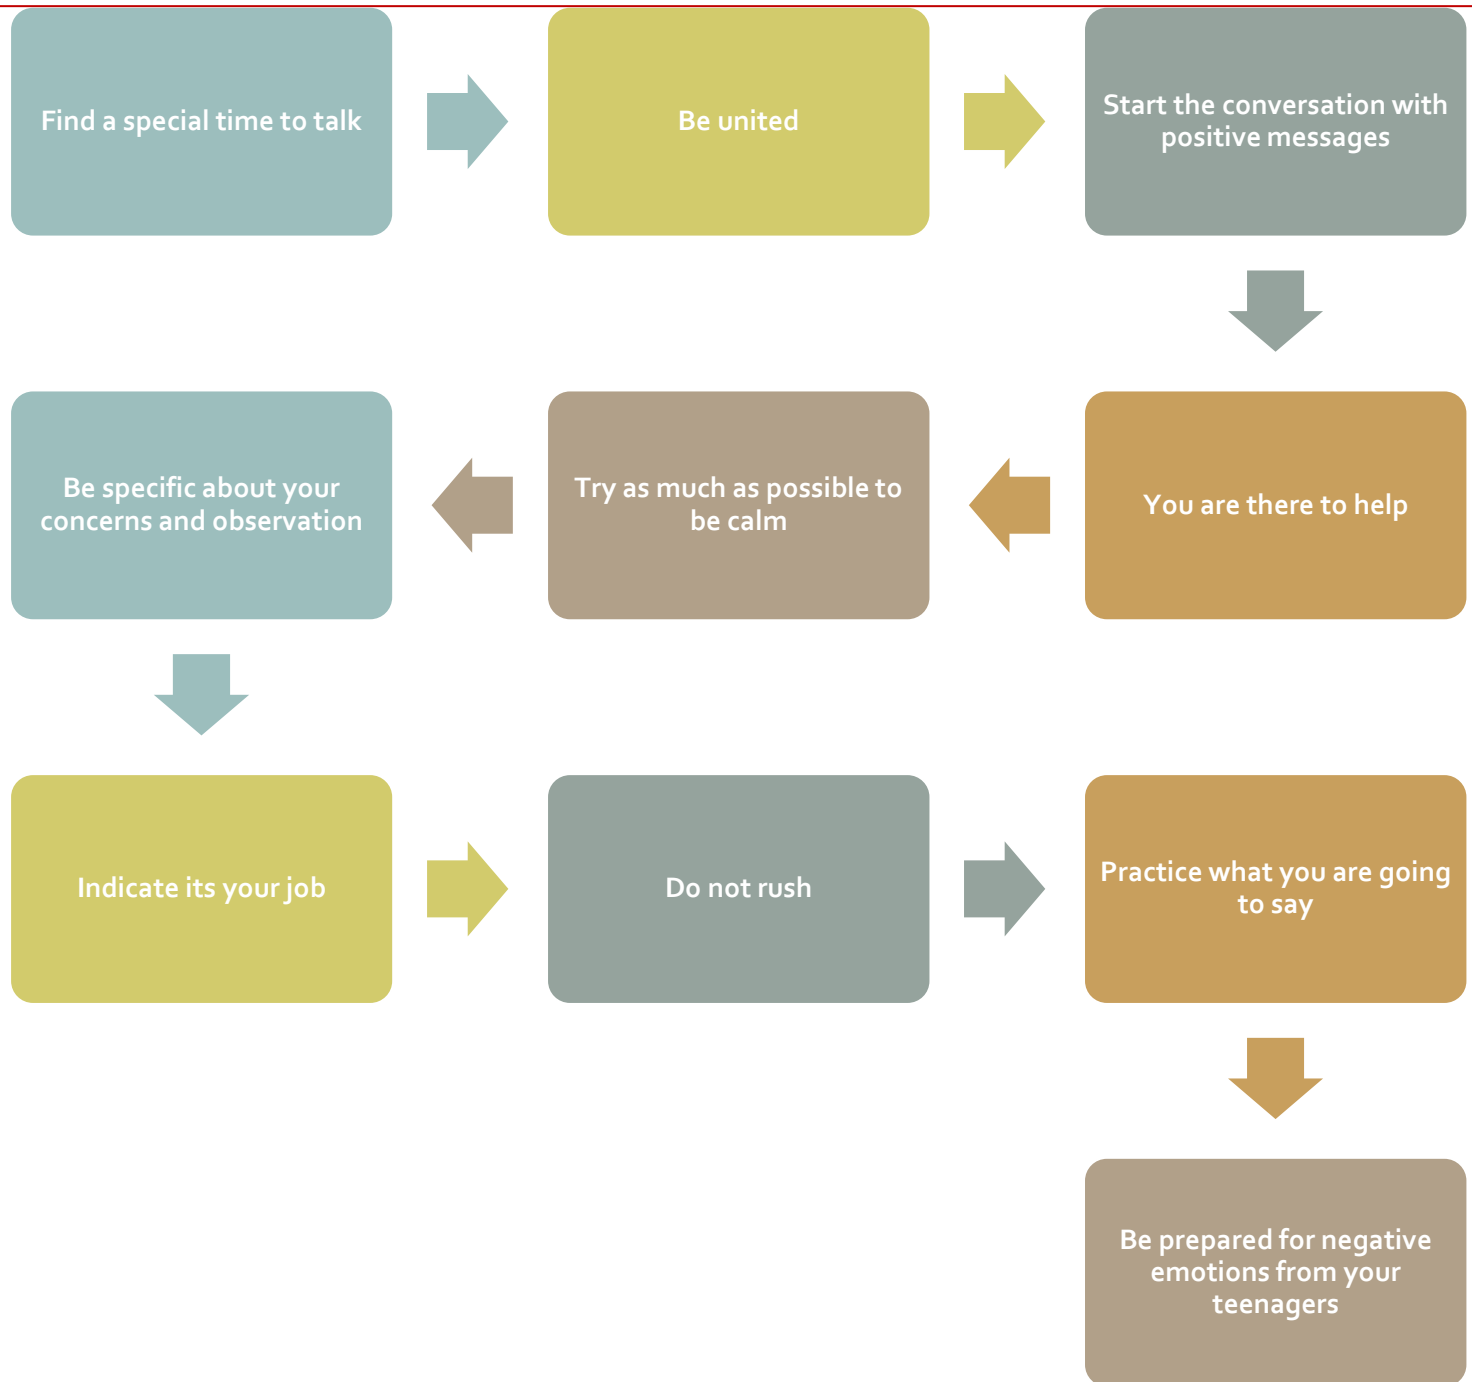 Find a special time to talk
Be united
Start the conversation with
positive messages
You are there to help
Try as much as possible to
be calm
Be specific about your
concerns and observation
Indicate its your job
Do not rush
Practice what you are going
to say
Be prepared for negative
emotions from your
teenagers